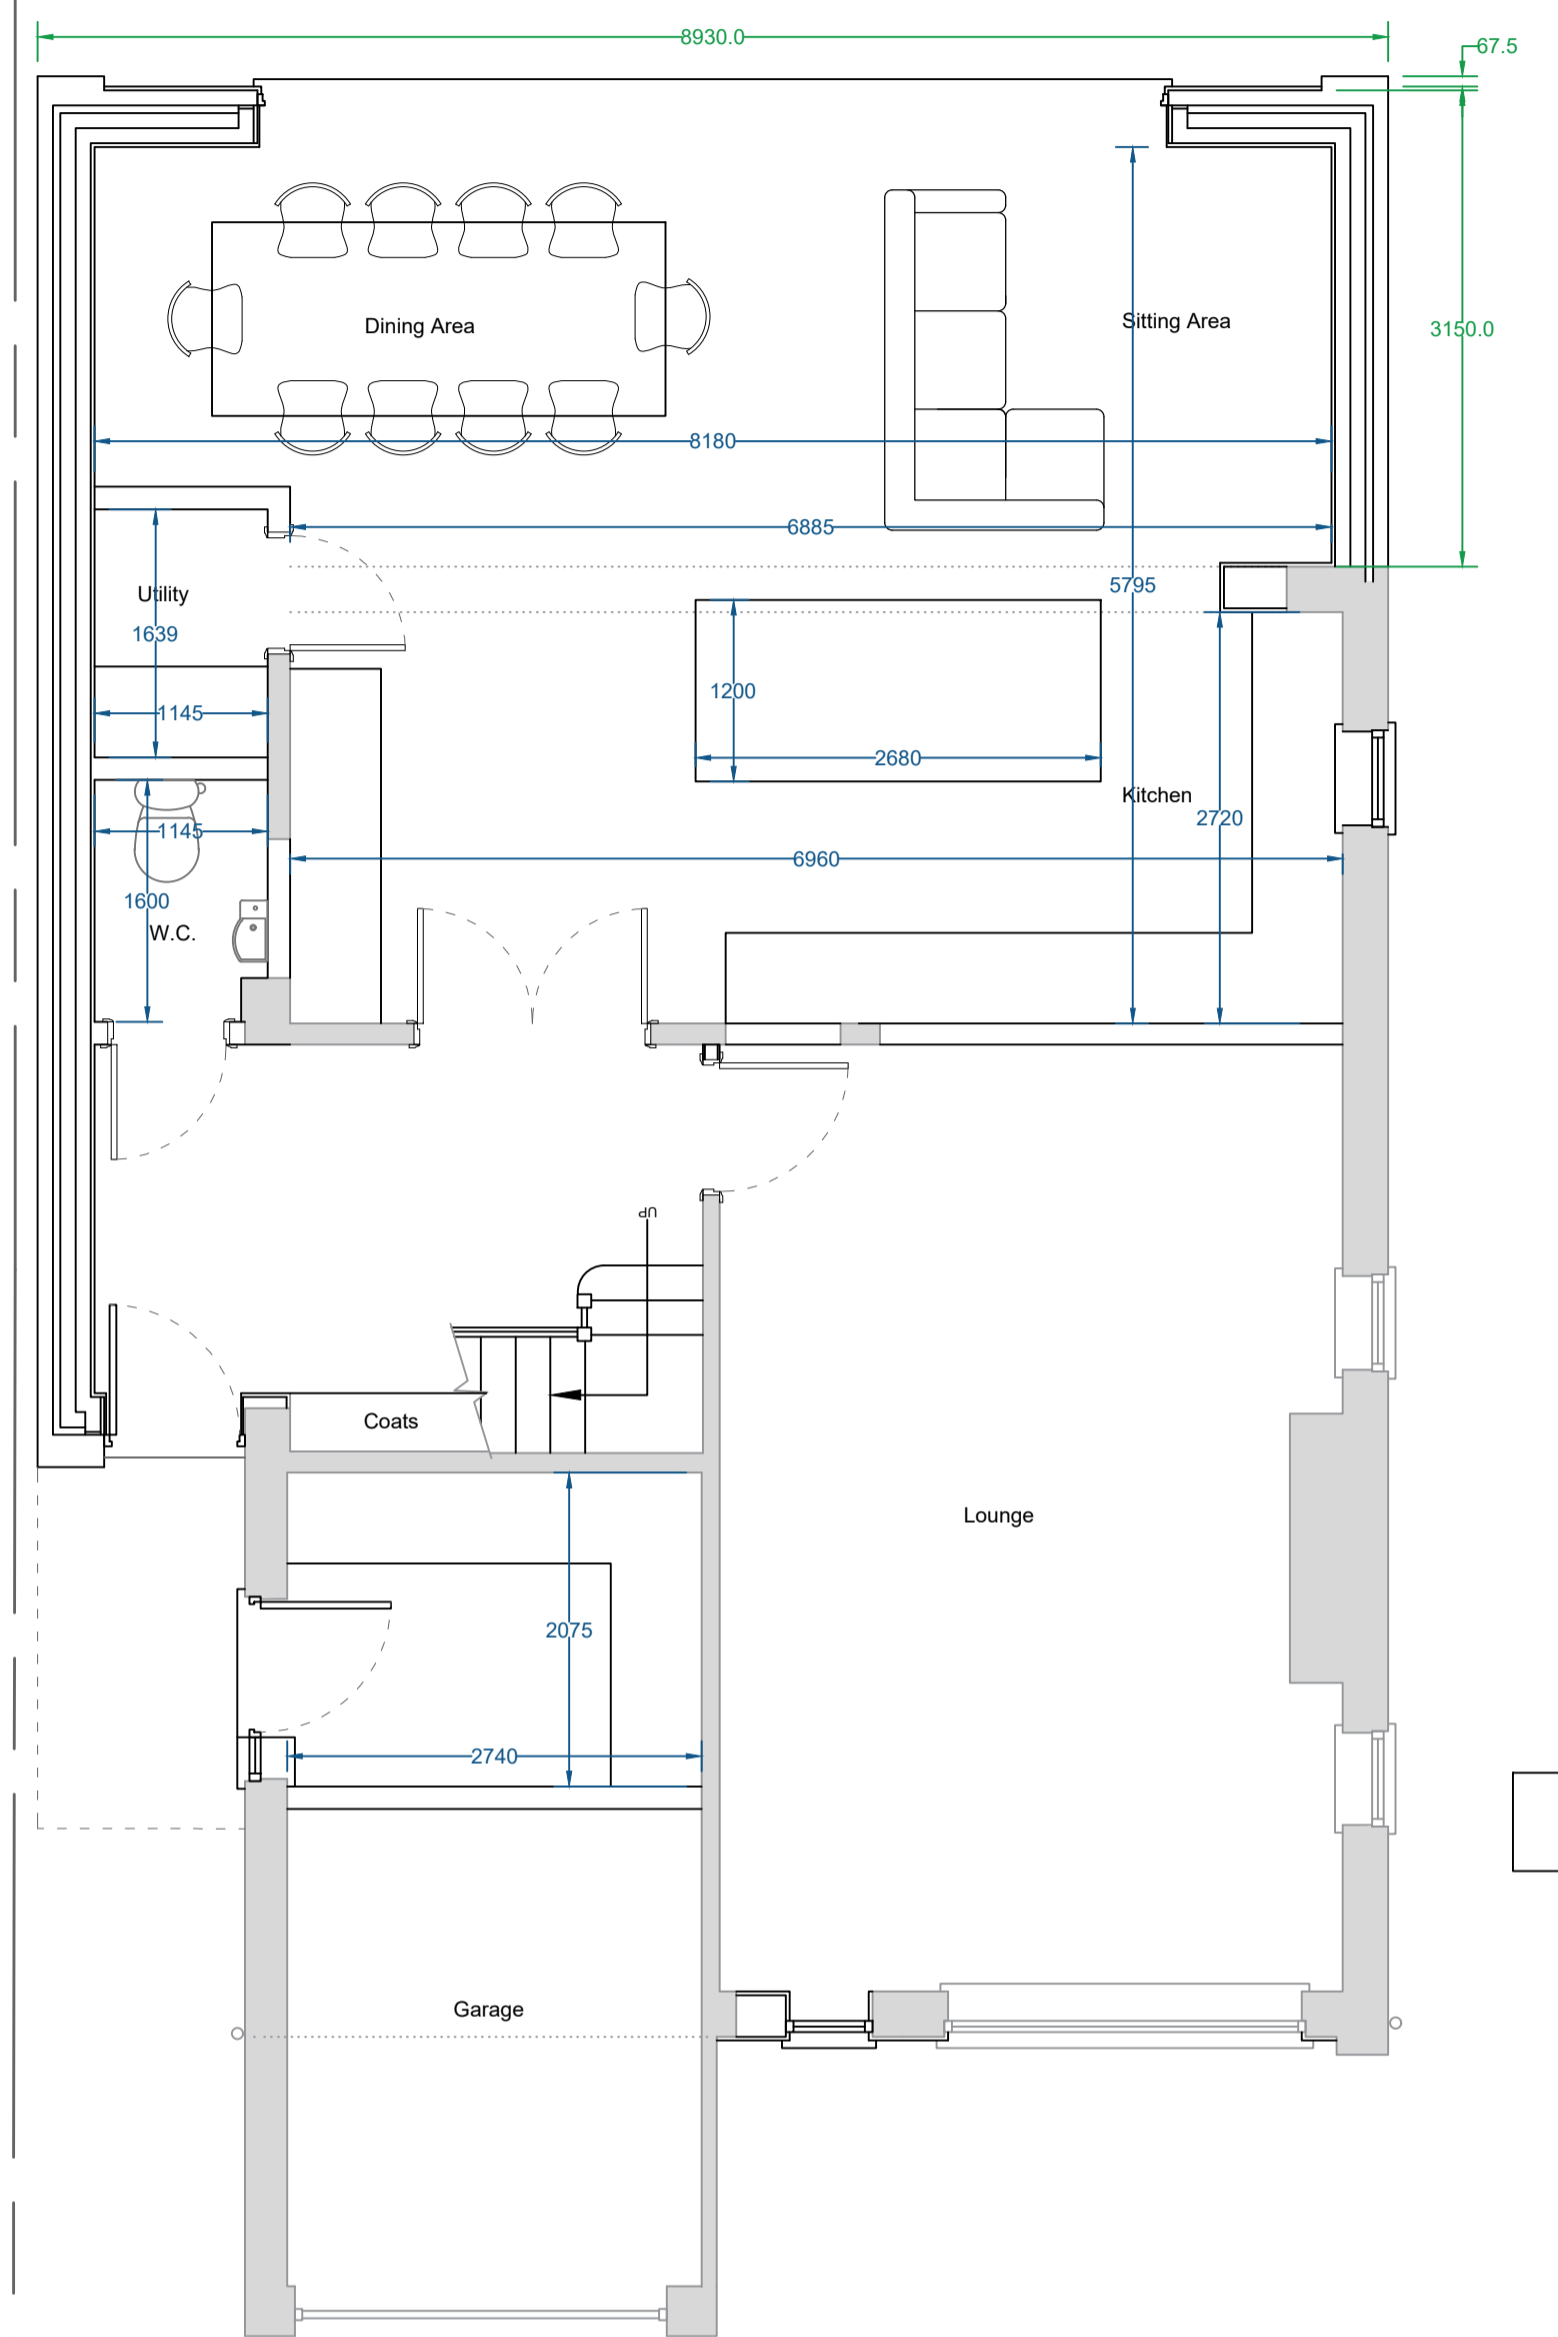 8930.0
67.5
Dining Area
Sitting Area
3150.0
8180
6885
5795
Utility
1639
1200
1145
2680
Kitchen
2720
1145
6960
1600
W.C.
UP
Coats
Lounge
2075
2740
Garage